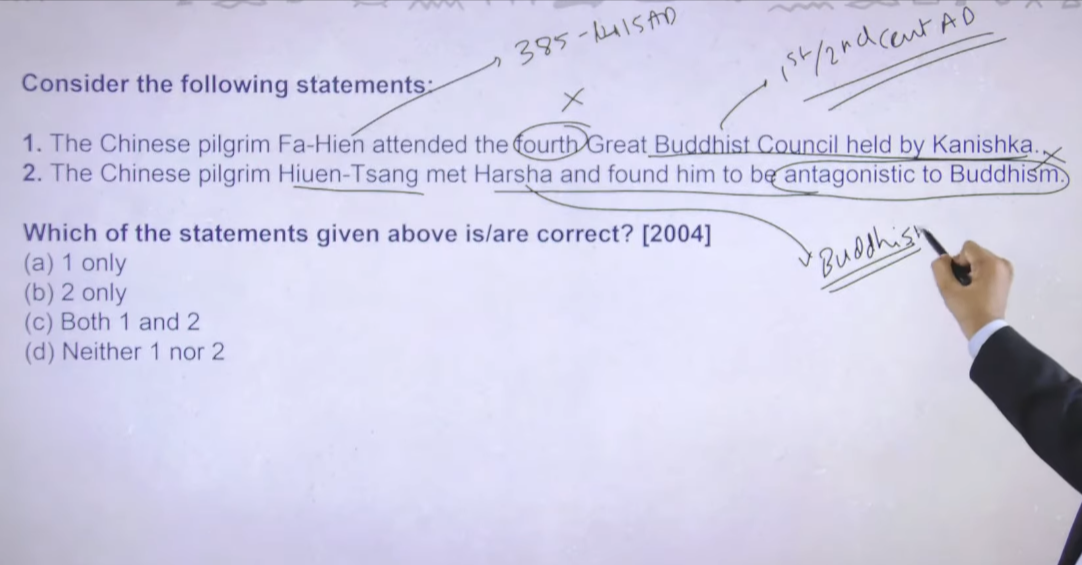 385-415AD
1st/2nd cent AD
Consider the following statements:
1. The Chinese pilgrim Fa-Hien attended the fourth Great Buddhist Council held by Kanishka.
2. The Chinese pilgrim Hiuen-Tsang met Harsha and found him to be antagonistic to Buddhism.
Which of the statements given above is/are correct? [2004]
Buddhist
(a) 1 only
(b) 2 only
(c) Both 1 and 2
(d) Neither 1 nor 2